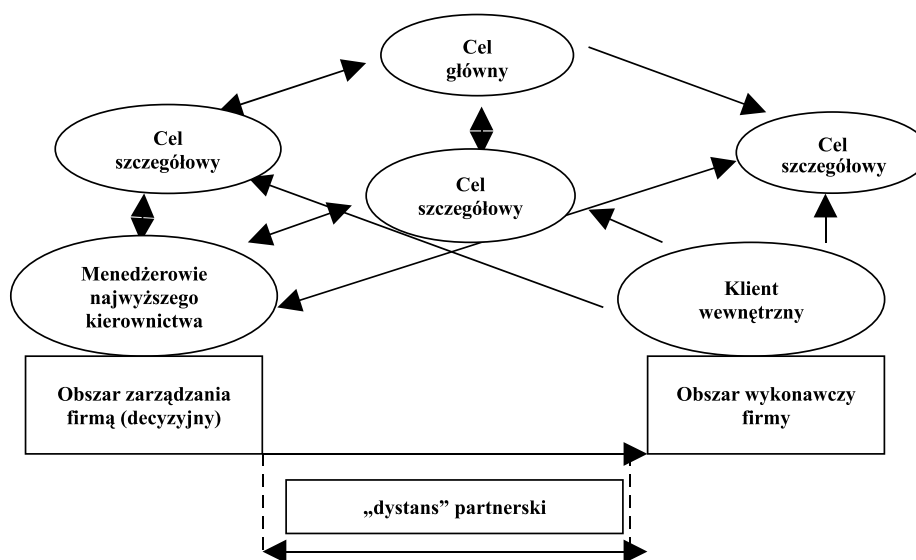 Cel
główny
Cel
szczegółowy
Cel
szczegółowy
Cel
szczegółowy
Menedżerowie
najwyższego
kierownictwa
Klient
wewnętrzny
Obszar zarządzania
firmą (decyzyjny)
Obszar wykonawczy
firmy
„dystans” partnerski